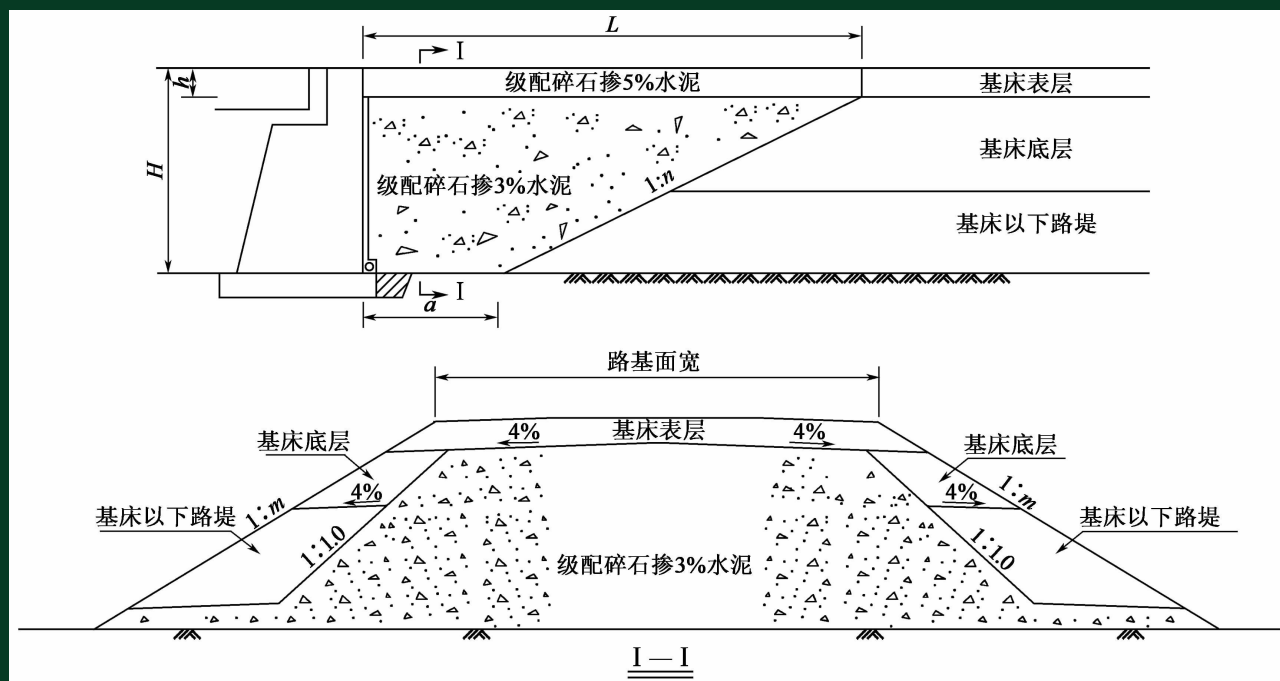 L
I
h
级配碎石掺5%水泥
基床表层
基床底层
H
级配碎石掺3%水泥
1:n
基床以下路堤
I
a
路基面宽
基床底层
4%
基床表层
4%
基床底层
1:m
4%
4%
1:m
基床以下路堤
基床以下路堤
1:1.0
级配碎石掺3%水泥
1:1.0
I—I